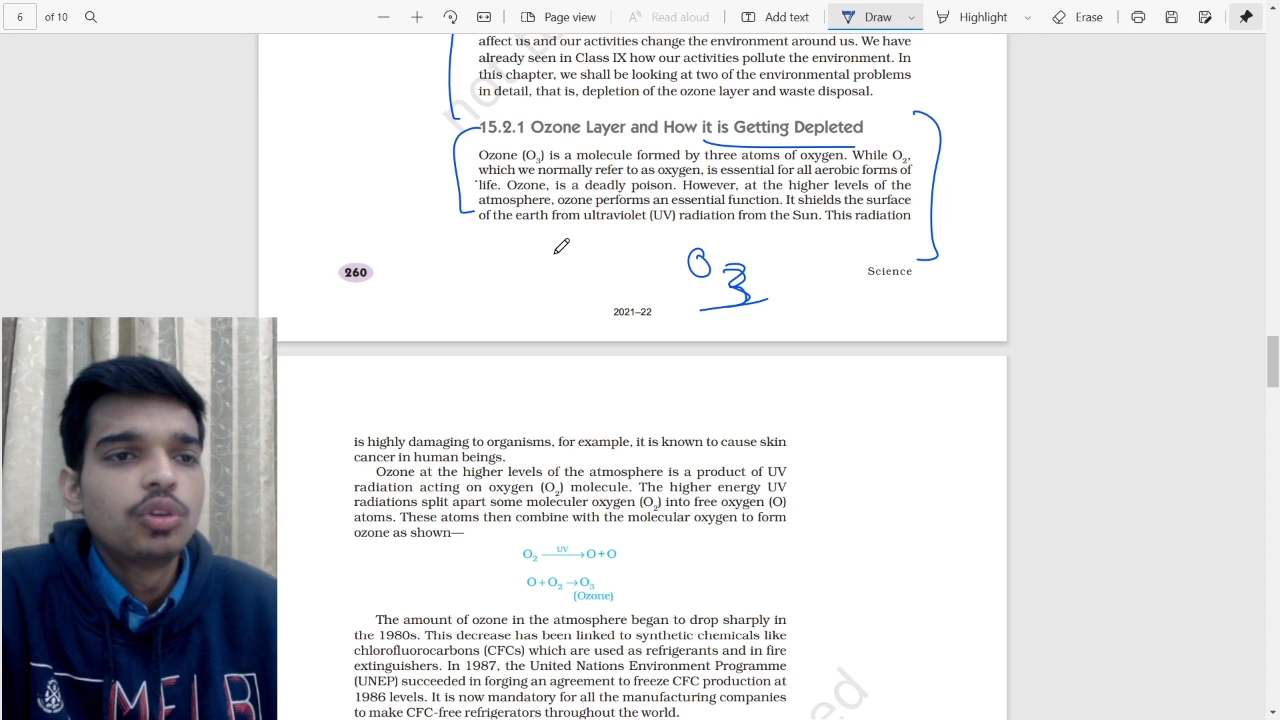 6 of 10 Page view Read aloud Add text Draw Highlight Erase
affect us and our activities change the environment around us. We have
already seen in Class IX how our activities pollute the environment. In
this chapter, we shall be looking at two of the environmental problems
in detail, that is, depletion of the ozone layer and waste disposal.
15.2.1 Ozone Layer and How it is Getting Depleted
Ozone (O3) is a molecule formed by three atoms of oxygen. While O2,
which we normally refer to as oxygen, is essential for all aerobic forms of
life. Ozone, is a deadly poison. However, at the higher levels of the
atmosphere, ozone performs an essential function. It shields the surface
of the earth from ultraviolet (UV) radiation from the Sun. This radiation
O3
260
Science
2021–22
is highly damaging to organisms, for example, it is known to cause skin
cancer in human beings.
Ozone at the higher levels of the atmosphere is a product of UV
radiation acting on oxygen (O2) molecule. The higher energy UV
radiations split apart some moleculer oxygen (O2) into free oxygen (O)
atoms. These atoms then combine with the molecular oxygen to form
ozone as shown—
O2 UV→ O+O
O+O2 → O3
(Ozone)
The amount of ozone in the atmosphere began to drop sharply in
the 1980s. This decrease has been linked to synthetic chemicals like
chlorofluorocarbons (CFCs) which are used as refrigerants and in fire
extinguishers. In 1987, the United Nations Environment Programme
(UNEP) succeeded in forging an agreement to freeze CFC production at
1986 levels. It is now mandatory for all the manufacturing companies
to make CFC-free refrigerators throughout the world.